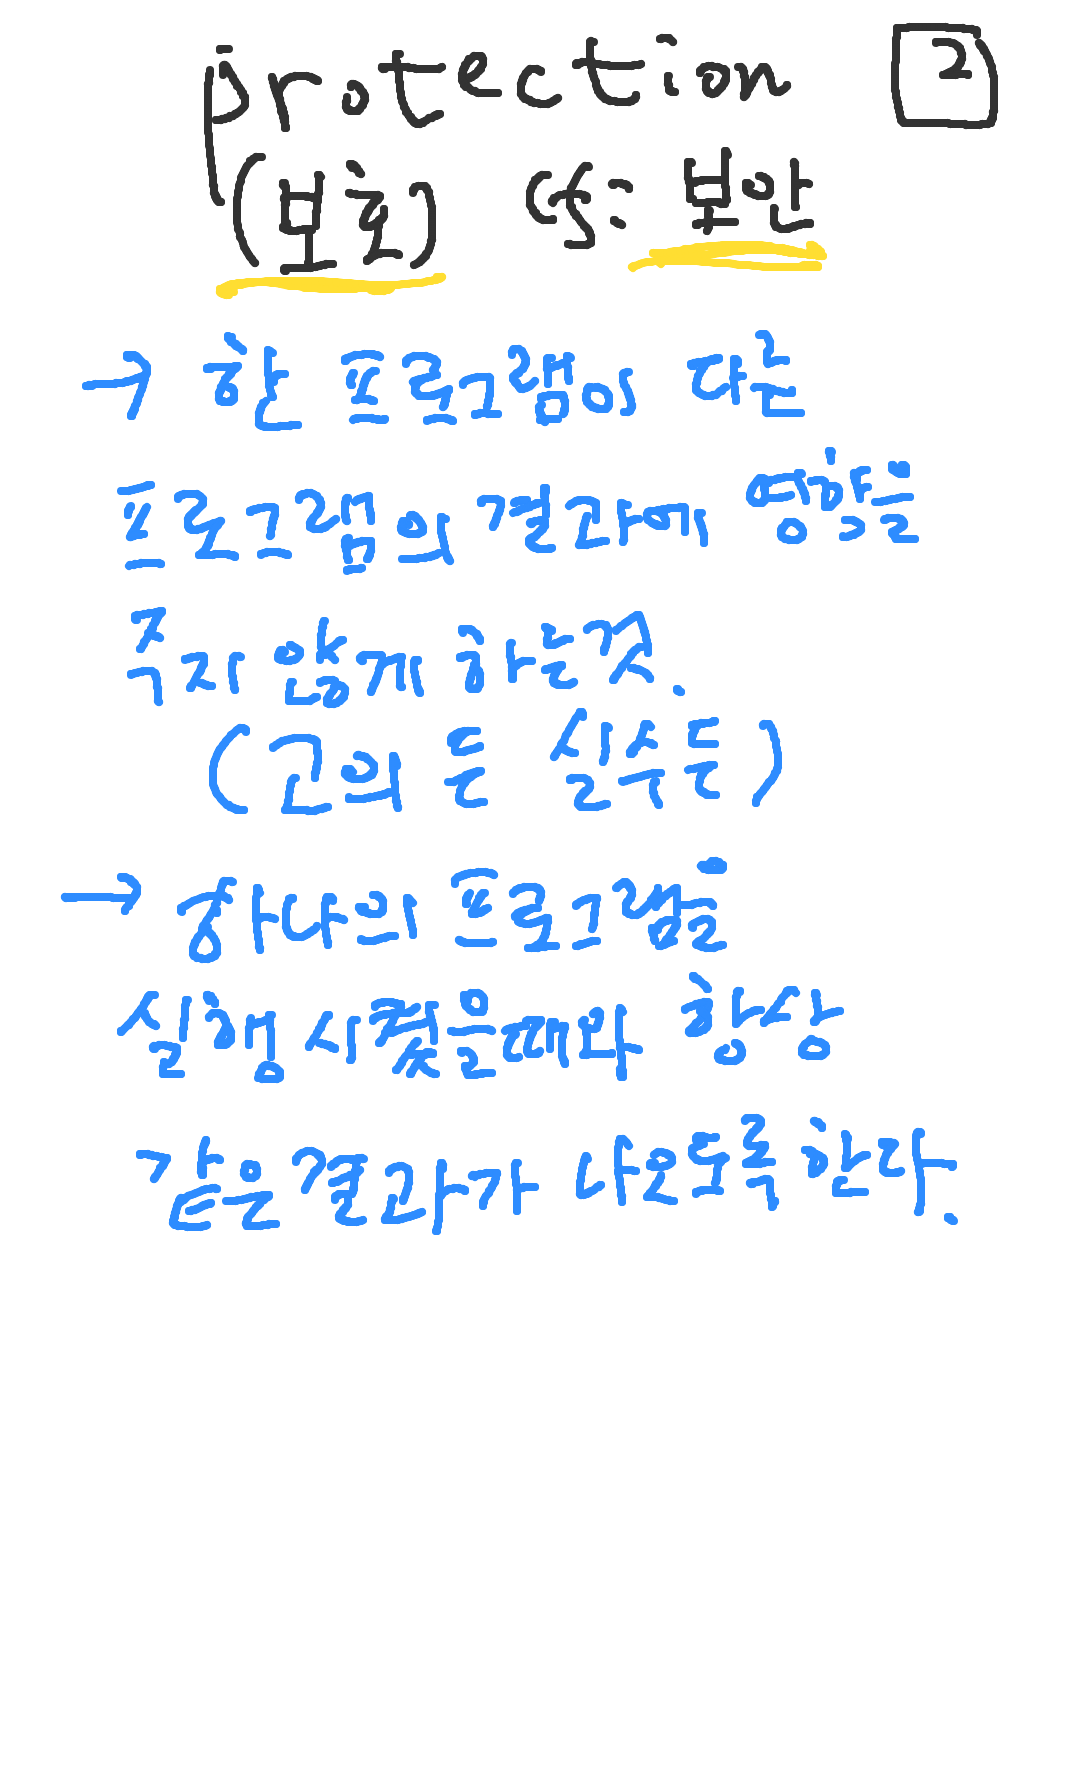 protection 2
(보호) cf: 보안
→ 한 프로그램이 다른
프로그램의 결과에 영향을
주지 않게 하는것.
(고의든 실수든)
→ 하나의 프로그램을
실행 시켰을때와 항상
같은 결과가 나오도록 한다.